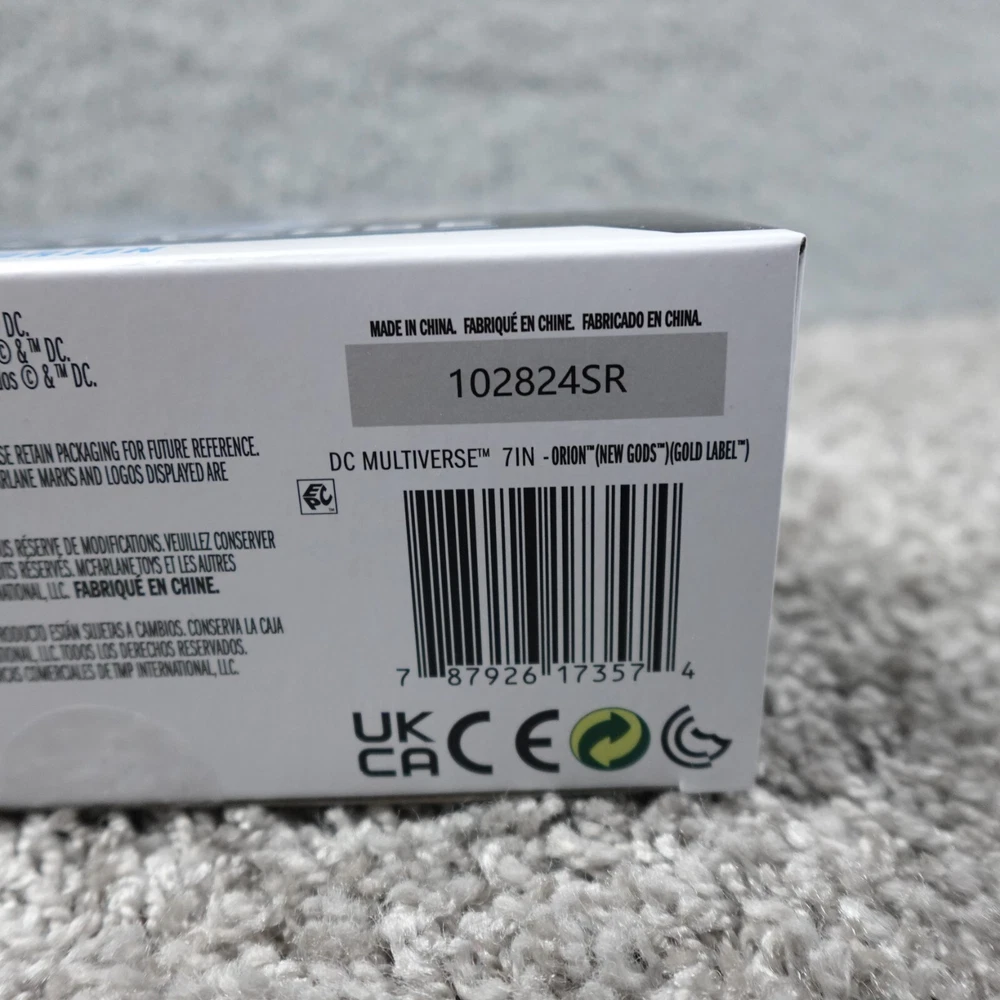 DC.
© &™ DC.
© &™ DC.
MADE IN CHINA. FABRIQUÉ EN CHINE. FABRICADO EN CHINA.
102824SR
DC MULTIVERSE™ 7IN - ORION™(NEW GODS™)(GOLD LABEL™)
RETAIN PACKAGING FOR FUTURE REFERENCE.
MARKS AND LOGOS DISPLAYED ARE
EPC
RÉSERVE DE MODIFICATIONS. VEUILLEZ CONSERVER
RÉSERVÉS. MCFARLANE TOYS ET LES AUTRES
LLC. FABRIQUÉ EN CHINE.
ESTÁN SUJETAS A CAMBIOS. CONSERVA LA CAJA
LLC. TODOS LOS DERECHOS RESERVADOS.
COMERCIALES DE TMP INTERNATIONAL, LLC.
7 87926 17357 4
UK
CA CE